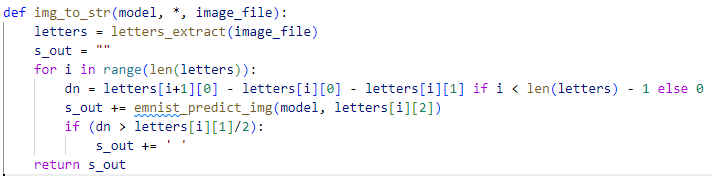 def img_to_str(model, *, image_file):
    letters = letters_extract(image_file)
    s_out = ""
    for i in range(len(letters)):
        dn = letters[i+1][0] - letters[i][0] - letters[i][1] if i < len(letters) - 1 else 0
        s_out += emnist_predict_img(model, letters[i][2])
        if (dn > letters[i][1]/2):
            s_out += ' '
    return s_out